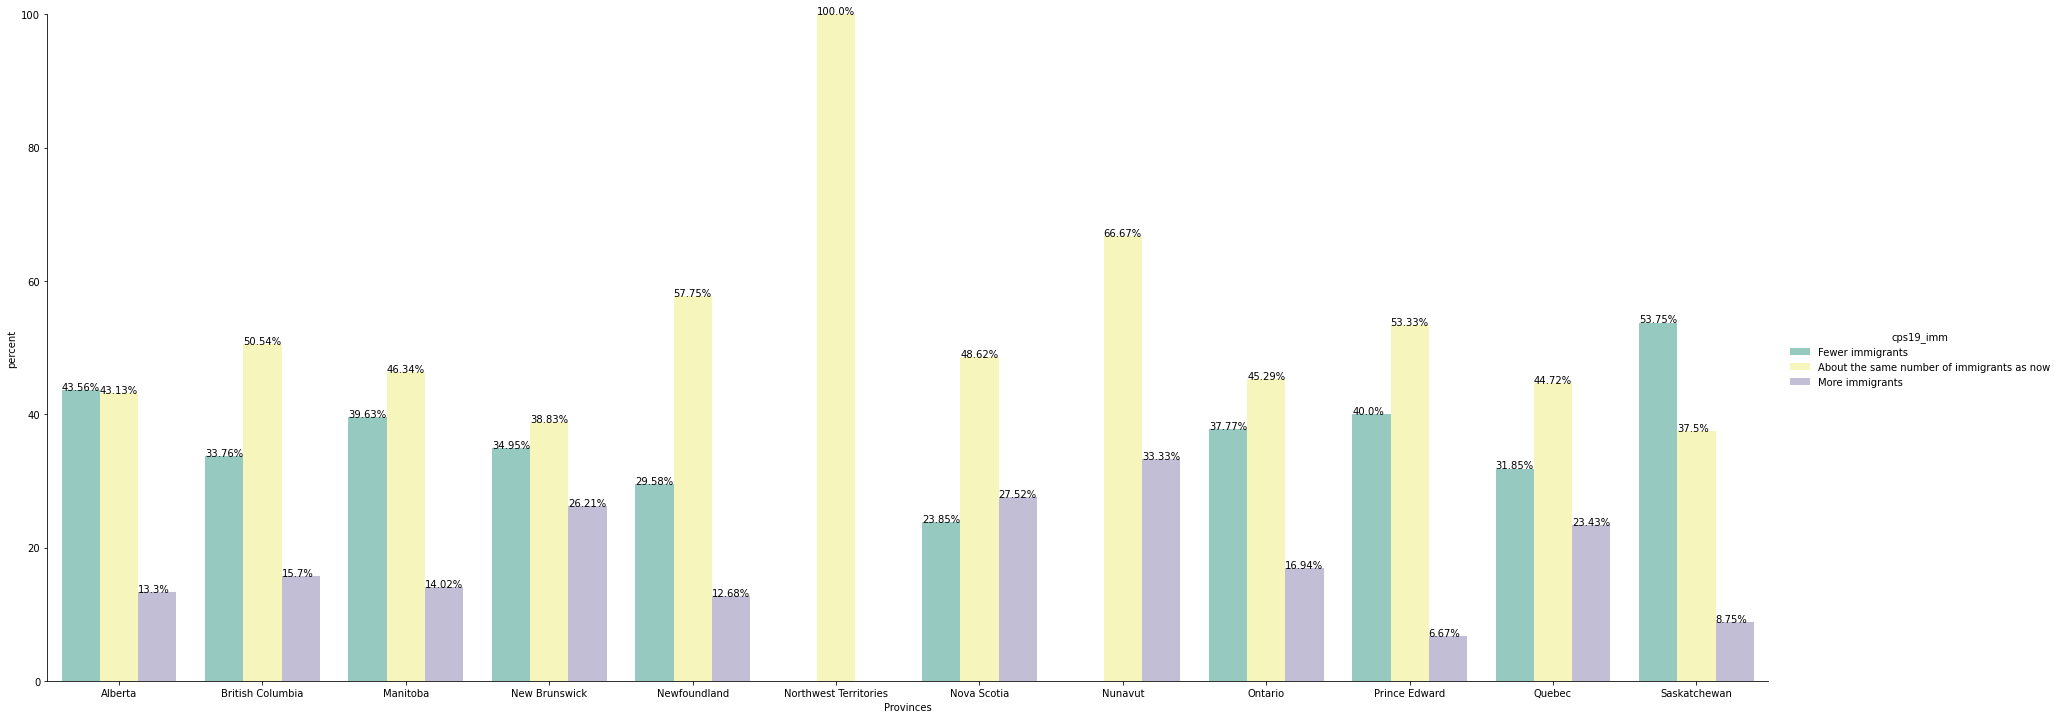 100
80
60
40
20
0
percent
43.56%
43.13%
13.3%
33.76%
50.54%
15.7%
39.63%
46.34%
14.02%
34.95%
38.83%
26.21%
29.58%
57.75%
12.68%
100.0%
23.85%
48.62%
27.52%
66.67%
33.33%
37.77%
45.29%
16.94%
40.0%
53.33%
6.67%
31.85%
44.72%
23.43%
53.75%
37.5%
8.75%
Alberta
British Columbia
Manitoba
New Brunswick
Newfoundland
Northwest Territories
Nova Scotia
Nunavut
Ontario
Prince Edward
Quebec
Saskatchewan
Provinces
cps19_imm
Fewer immigrants
About the same number of immigrants as now
More immigrants